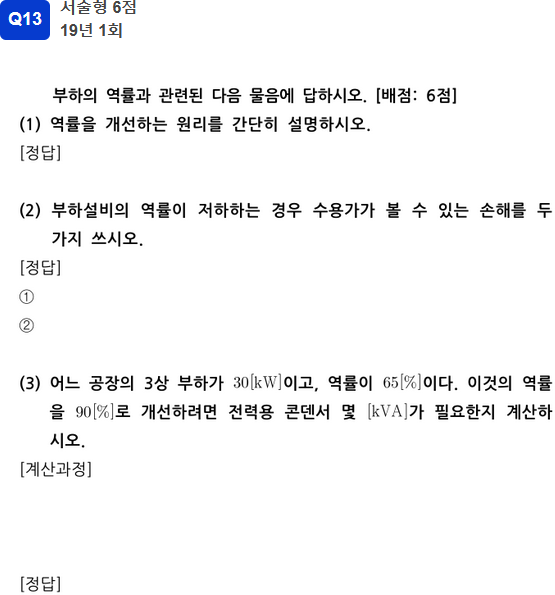 Q13
서술형 6점
19년 1회
부하의 역률과 관련된 다음 물음에 답하시오. [배점: 6점]
(1) 역률을 개선하는 원리를 간단히 설명하시오.
[정답]
(2) 부하설비의 역률이 저하하는 경우 수용가가 볼 수 있는 손해를 두
가지 쓰시오.
[정답]
①
②
(3) 어느 공장의 3상 부하가 30[kW]이고, 역률이 65[%]이다. 이것의 역률
을 90[%]로 개선하려면 전력용 콘덴서 몇 [kVA]가 필요한지 계산하
시오.
[계산과정]
[정답]